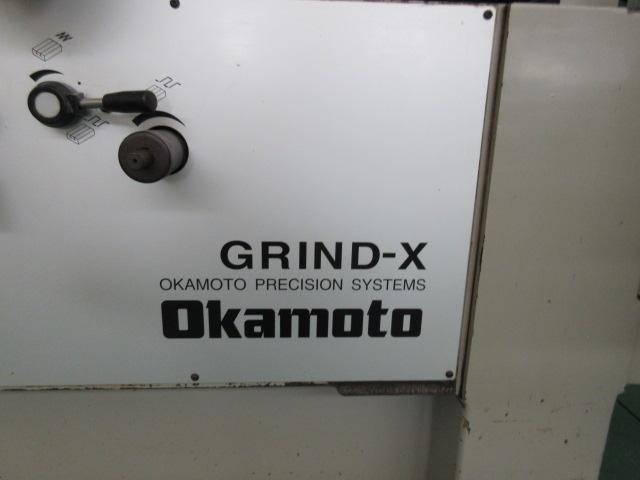 GRIND-X
OKAMOTO PRECISION SYSTEMS
Okamoto